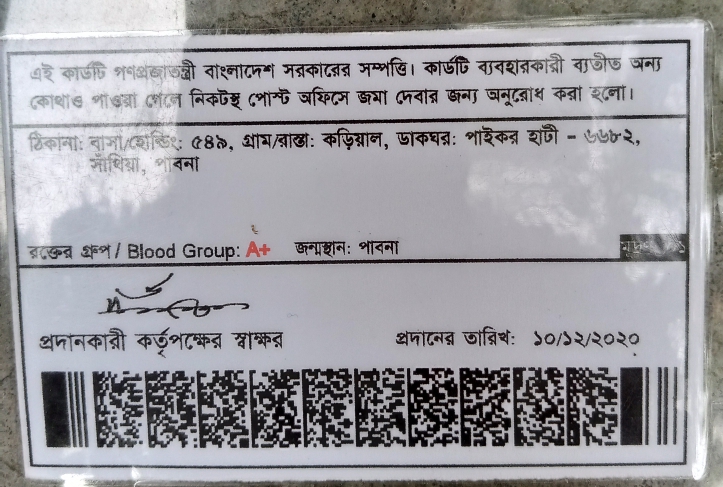 এই কার্ডটি গণপ্রজাতন্ত্রী বাংলাদেশ সরকারের সম্পত্তি। কার্ডটি ব্যবহারকারী ব্যতীত অন্য
কোথাও পাওয়া গেলে নিকটস্থ পোস্ট অফিসে জমা দেবার জন্য অনুরোধ করা হলো।
ঠিকানা: বাসা/হোল্ডিং: ৫৪৯, গ্রাম/রাস্তা: কড়িয়াল, ডাকঘর: পাইকর হাটী - ৬৬৮২,
সাঁথিয়া, পাবনা
রক্তের গ্রুপ / Blood Group: A+ জন্মস্থান: পাবনা
প্রদানকারী কর্তৃপক্ষের স্বাক্ষর প্রদানের তারিখ: ১০/১২/২০২০